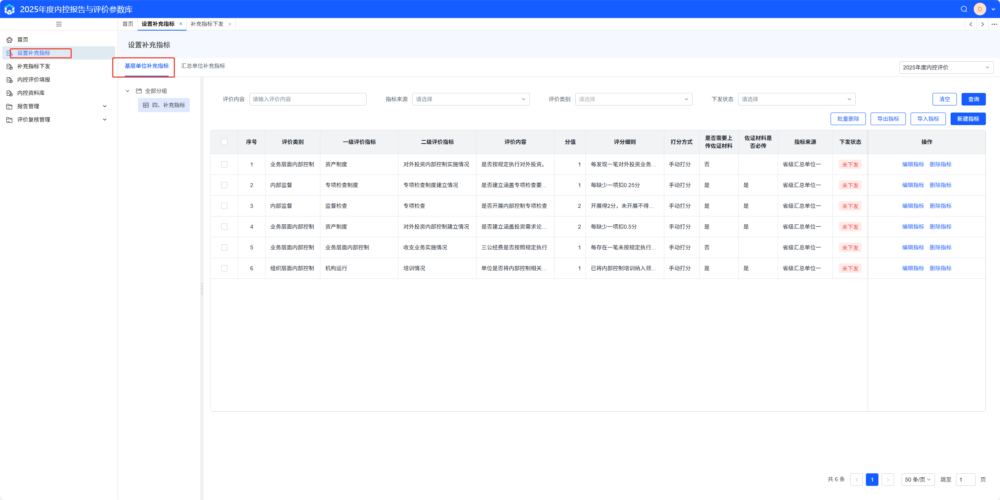 2025年度内控报告与评价参数库
D
首页
设置补充指标 ×
补充指标下发 ×
首页
设置补充指标
补充指标下发
内控评价填报
内控资料库
报告管理
评价复核管理
设置补充指标
基层单位补充指标
汇总单位补充指标
2025年度内控评价
全部分组
四、补充指标
评价内容 请输入评价内容 指标来源 请选择 评价类别 请选择 下发状态 请选择 清空 查询
批量删除 导出指标 导入指标 新建指标
序号 评价类别 一级评价指标 二级评价指标 评价内容 分值 评分细则 打分方式 是否需要上传佐证材料 佐证材料是否必传 指标来源 下发状态 操作
1 业务层面内部控制 资产制度 对外投资内部控制实施情况 是否按规定执行对外投资。 1 每发现一笔对外投资业务... 手动打分 否 省级汇总单位一 未下发 编辑指标 删除指标
2 内部监督 专项检查制度 专项检查制度建立情况 是否建立涵盖专项检查要... 1 每缺少一项扣0.25分 手动打分 是 是 省级汇总单位一 未下发 编辑指标 删除指标
3 内部监督 监督检查 专项检查 是否开展内部控制专项检查 2 开展得2分，未开展不得... 手动打分 是 是 省级汇总单位一 未下发 编辑指标 删除指标
4 业务层面内部控制 资产制度 对外投资内部控制建立情况 是否建立涵盖投资需求论... 2 每缺少一项扣0.5分 手动打分 是 是 省级汇总单位一 未下发 编辑指标 删除指标
5 业务层面内部控制 业务层面内部控制 收支业务实施情况 三公经费是否按照规定执行 1 每存在一笔未按规定执行... 手动打分 否 省级汇总单位一 未下发 编辑指标 删除指标
6 组织层面内部控制 机构运行 培训情况 单位是否将内部控制相关... 1 已将内部控制培训纳入领... 手动打分 是 是 省级汇总单位一 未下发 编辑指标 删除指标
共 6 条 1 50 条/页 跳至 1 页